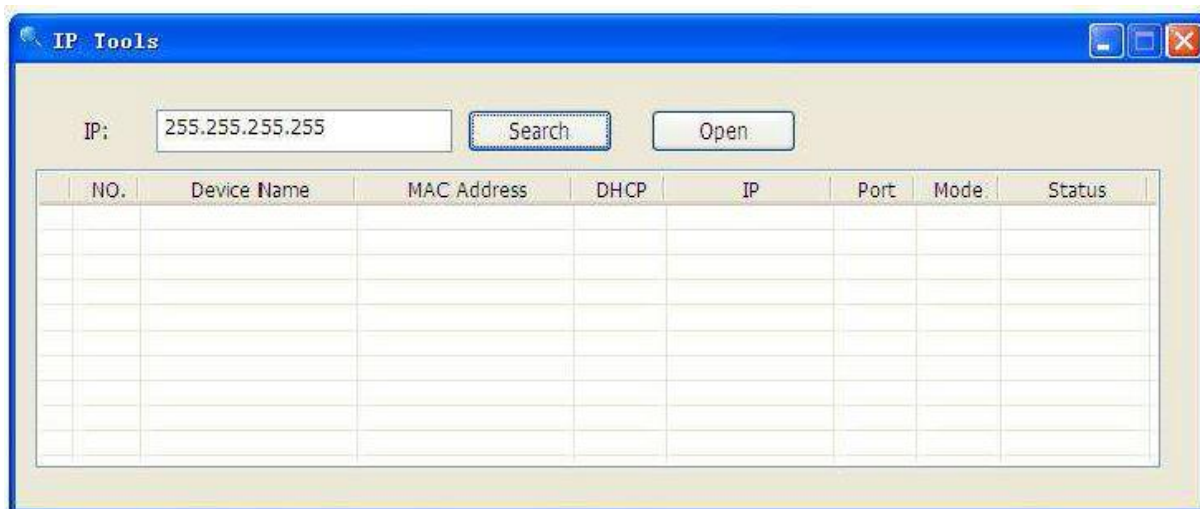 IP Tools
IP: 255.255.255.255 Search Open
NO. Device Name MAC Address DHCP IP Port Mode Status